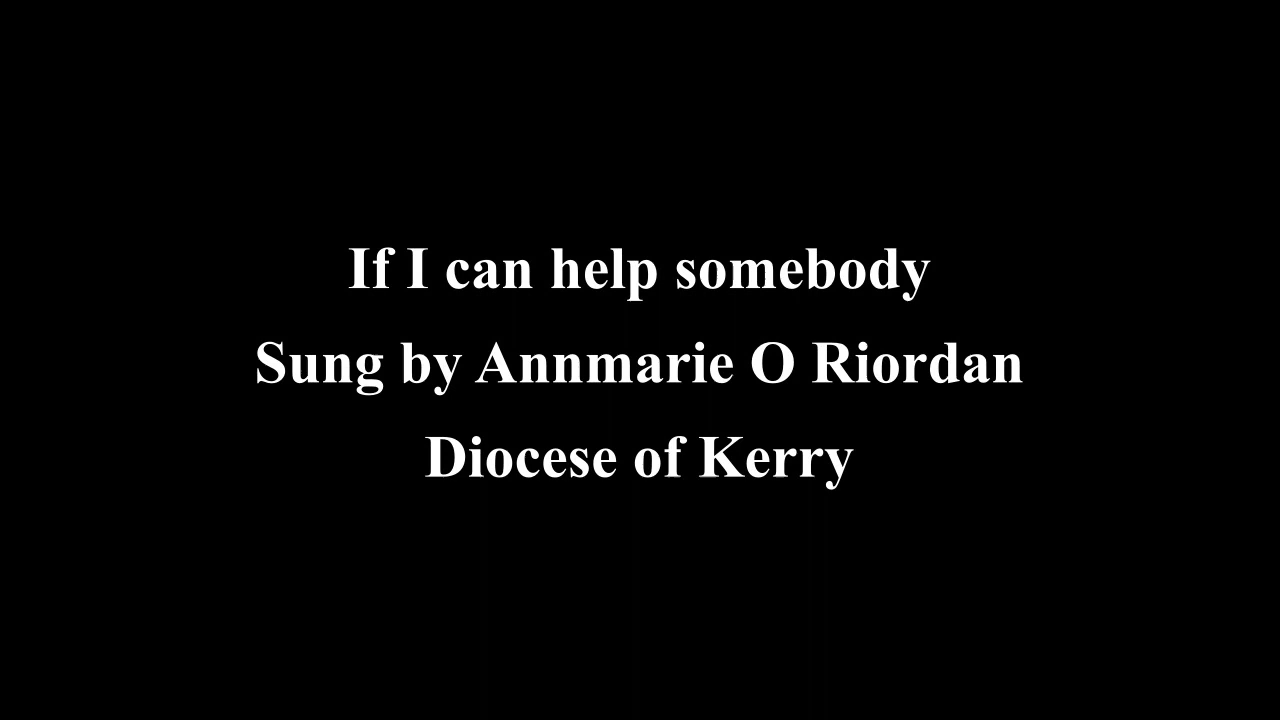 If I can help somebody
Sung by Annmarie O Riordan
Diocese of Kerry